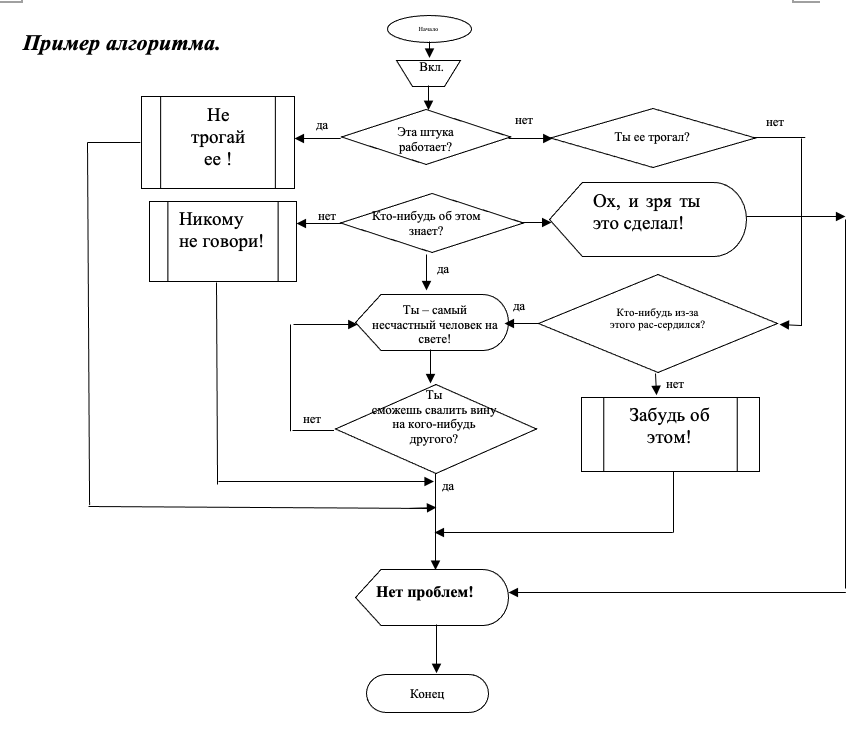 Начало
Пример алгоритма.
Вкл.
Не
трогай
ее !
да
Эта штука
работает?
нет
Ты ее трогал?
нет
Никому
не говори!
нет
Кто-нибудь об этом
знает?
Ох, и зря ты
это сделал!
да
Ты – самый
несчастный человек на
свете!
да
Кто-нибудь из-за
этого рас-сердился?
нет
Ты
сможешь свалить вину
на кого-нибудь
другого?
нет
Забудь об
этом!
да
Нет проблем!
Конец